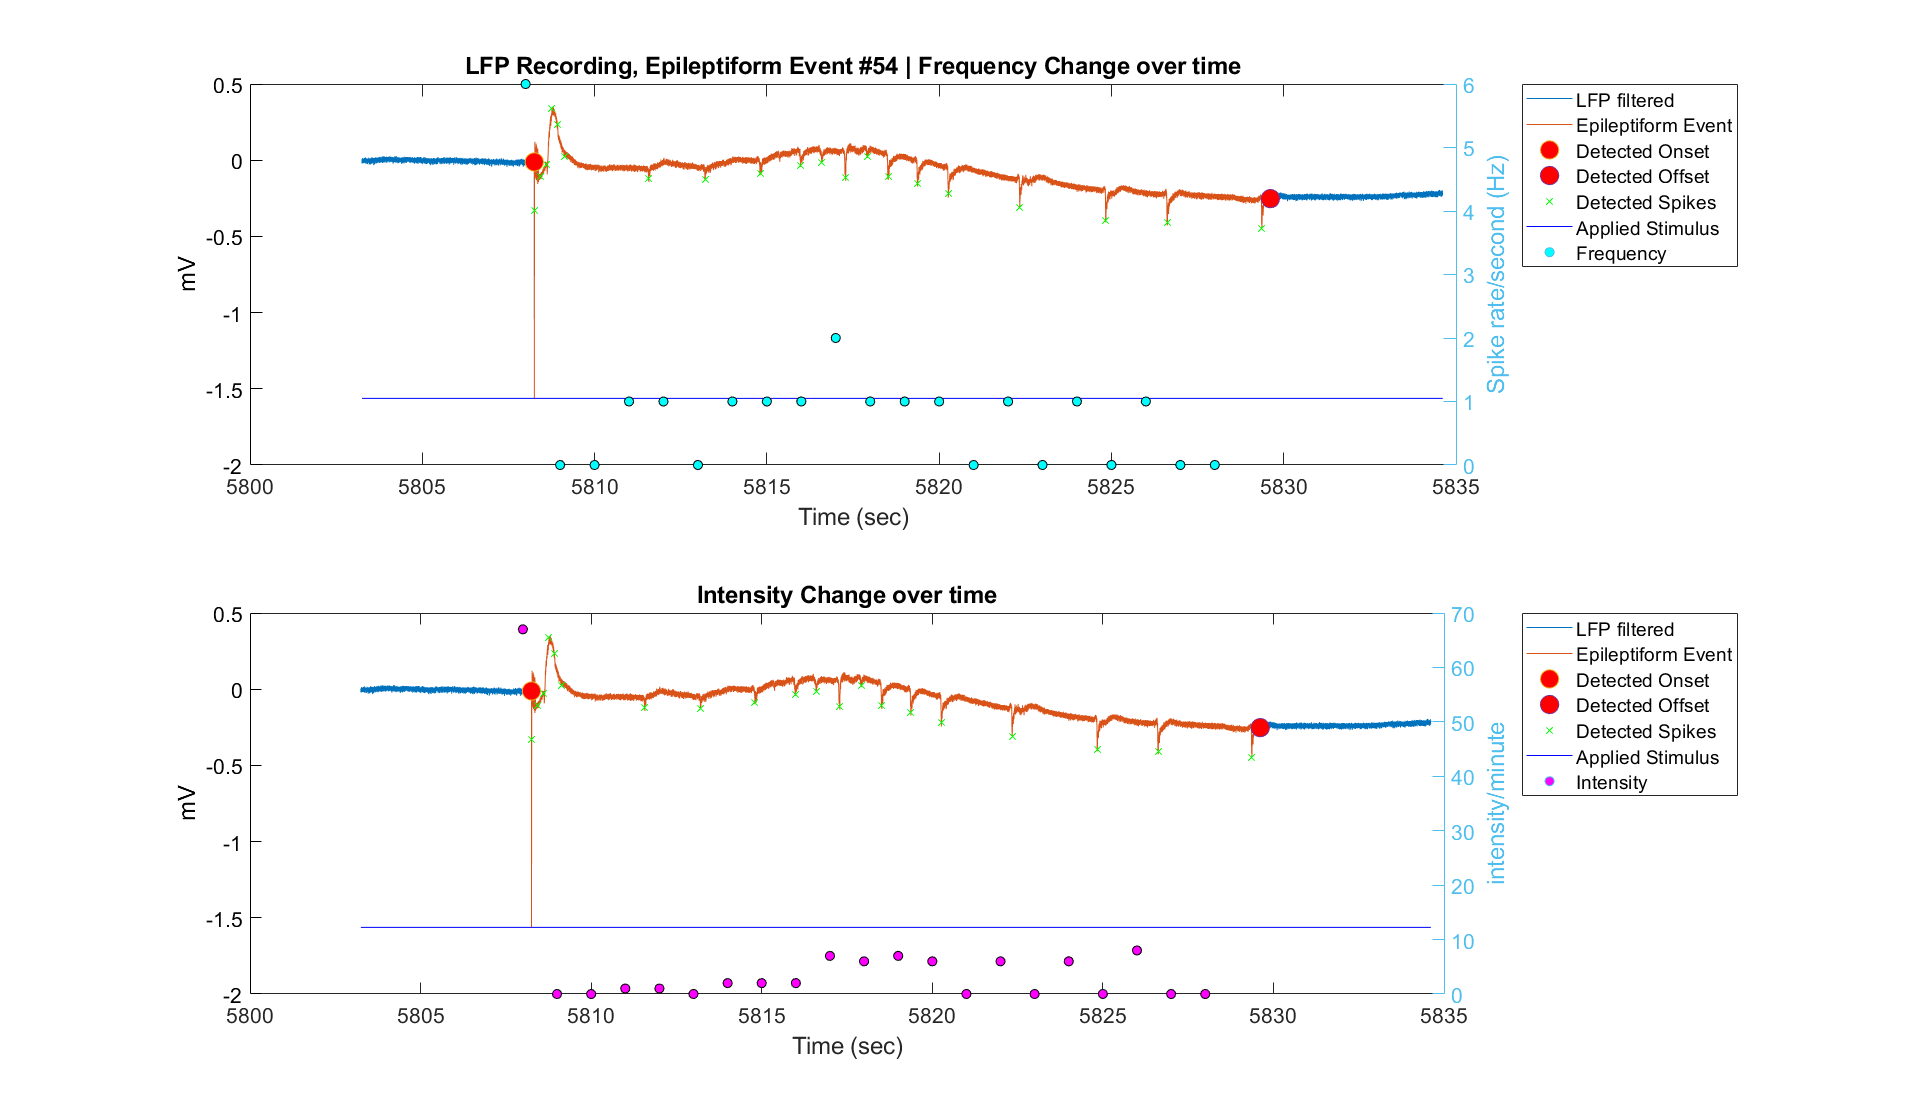 LFP Recording, Epileptiform Event #54 | Frequency Change over time
0.5
0
-0.5
-1
-1.5
-2
mV
5800 5805 5810 5815 5820 5825 5830 5835
Time (sec)
6
5
4
3
2
1
0
Spike rate/second (Hz)
LFP filtered
Epileptiform Event
Detected Onset
Detected Offset
Detected Spikes
Applied Stimulus
Frequency
Intensity Change over time
0.5
0
-0.5
-1
-1.5
-2
mV
5800 5805 5810 5815 5820 5825 5830 5835
Time (sec)
70
60
50
40
30
20
10
0
intensity/minute
LFP filtered
Epileptiform Event
Detected Onset
Detected Offset
Detected Spikes
Applied Stimulus
Intensity